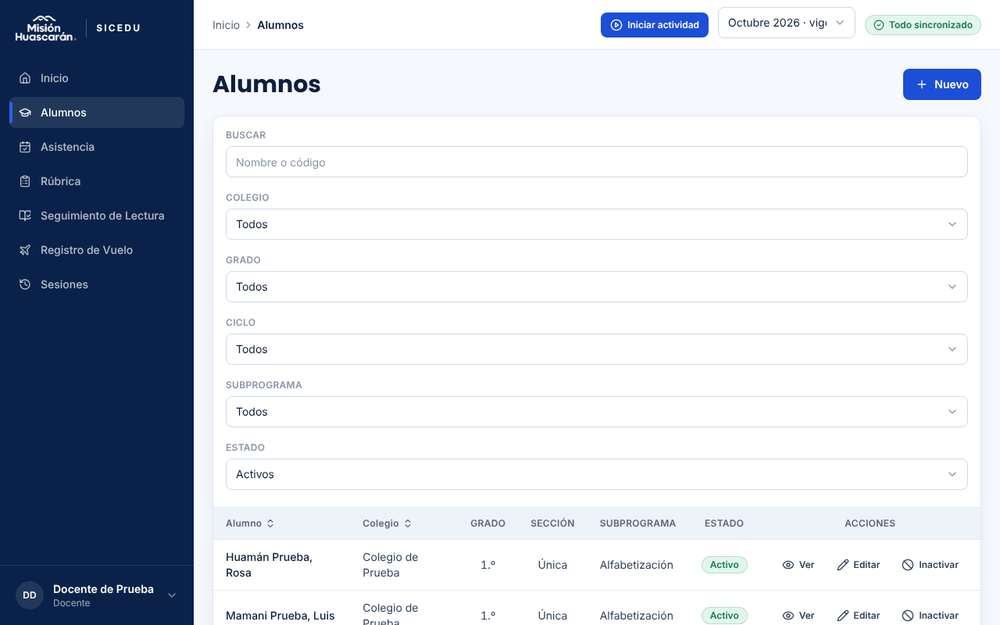 Misión
Huascarán.
SICEDU
Inicio
Alumnos
Asistencia
Rúbrica
Seguimiento de Lectura
Registro de Vuelo
Sesiones
DD
Docente de Prueba
Docente
Inicio > Alumnos
Iniciar actividad
Octubre 2026 · vig
Todo sincronizado
Alumnos
+ Nuevo
BUSCAR
Nombre o código
COLEGIO
Todos
GRADO
Todos
CICLO
Todos
SUBPROGRAMA
Todos
ESTADO
Activos
Alumno Colegio GRADO SECCIÓN SUBPROGRAMA ESTADO ACCIONES
Huamán Prueba, Rosa Colegio de Prueba 1.º Única Alfabetización Activo Ver Editar Inactivar
Mamani Prueba, Luis Colegio de Prueba 1.º Única Alfabetización Activo Ver Editar Inactivar